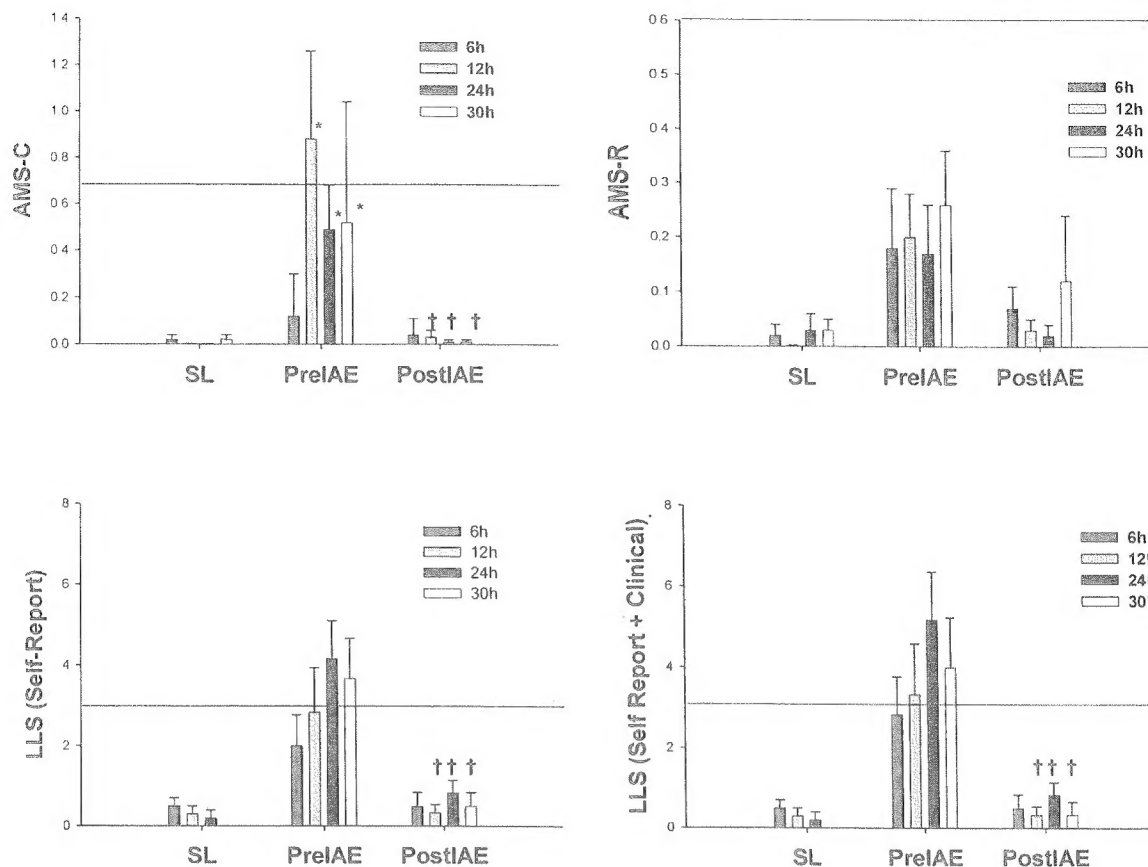 AMS-C
1.4
1.2
1.0
0.8
0.6
0.4
0.2
0.0
6h
12h
24h
30h
*
*
*
† † †
SL PreIAE PostIAE
AMS-R
0.6
0.5
0.4
0.3
0.2
0.1
0.0
6h
12h
24h
30h
SL PreIAE PostIAE
LLS (Self-Report)
8
6
4
2
0
6h
12h
24h
30h
†† †
SL PreIAE PostIAE
LLS (Self Report + Clinical).
8
6
4
2
0
6h
12h
24
30
†† †
SL PreIAE PostIAE